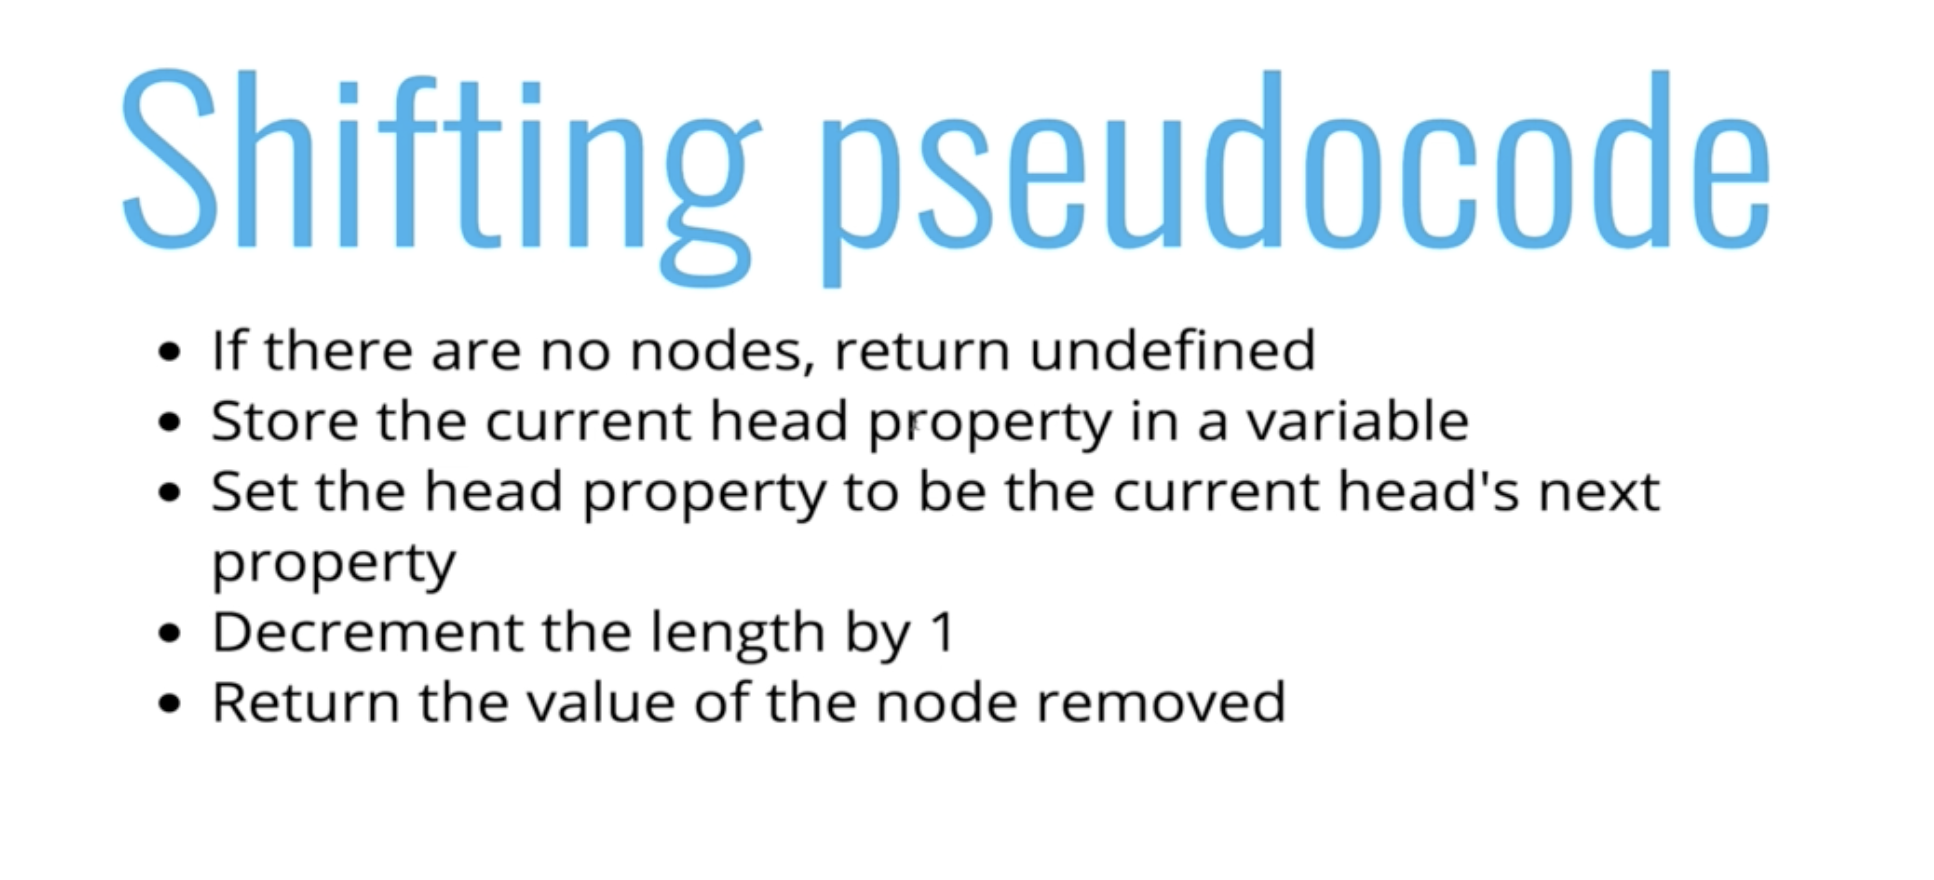 Shifting pseudocode
• If there are no nodes, return undefined
• Store the current head property in a variable
• Set the head property to be the current head's next
property
• Decrement the length by 1
• Return the value of the node removed